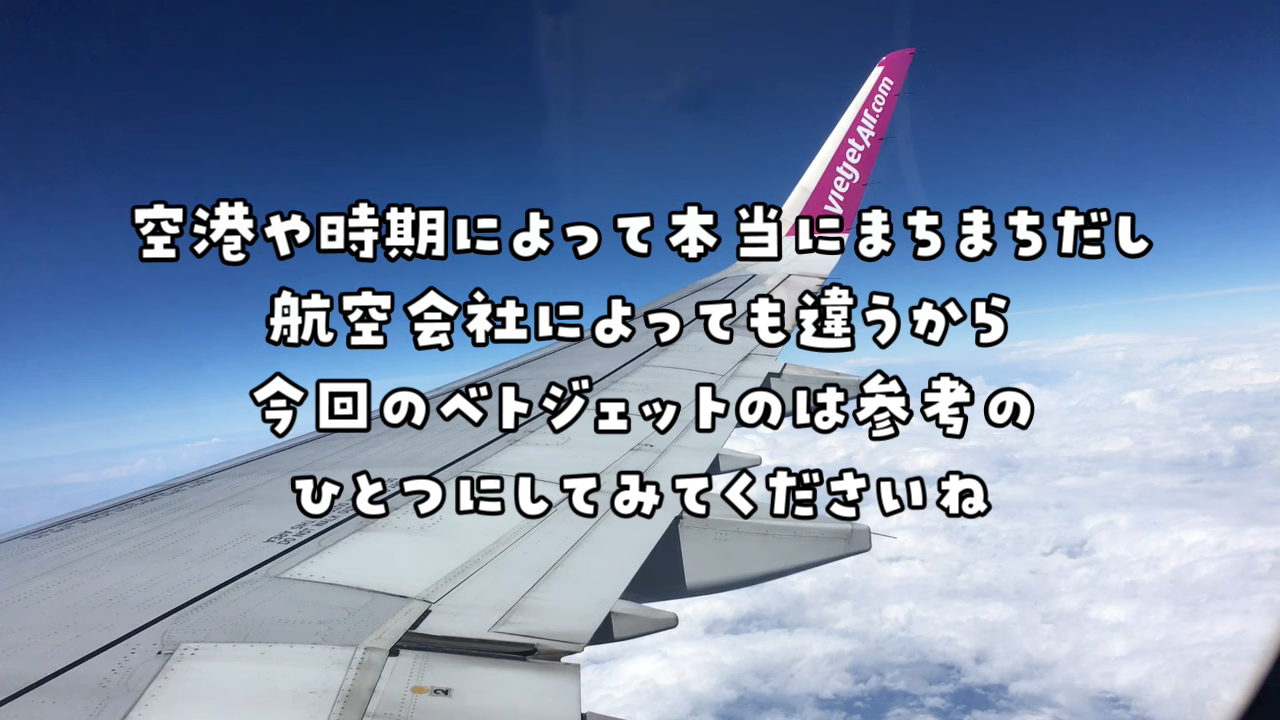 vietjetAir.com
空港や時期によって本当にまちまちだし
航空会社によっても違うから
今回のベトジェットのは参考の
ひとつにしてみてくださいね
2